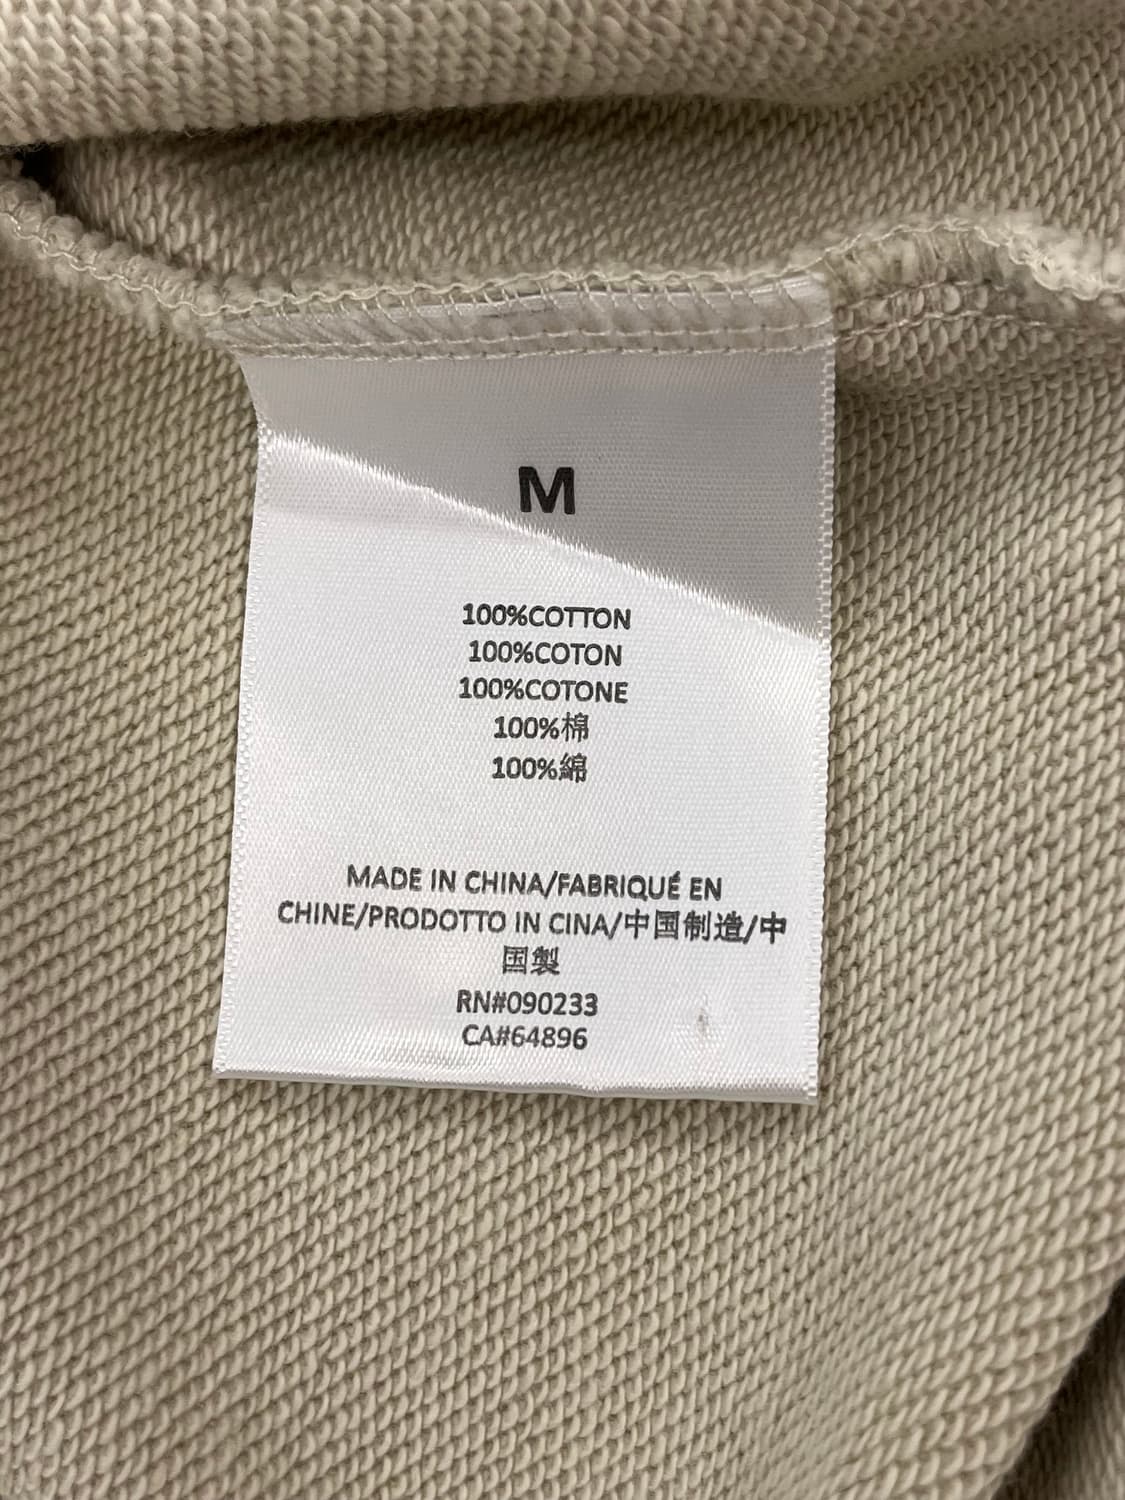 M
100%COTTON
100%COTON
100%COTONE
100%棉
100%綿
MADE IN CHINA/FABRIQUÉ EN
CHINE/PRODOTTO IN CINA/中国制造/中
国製
RN#090233
CA#64896